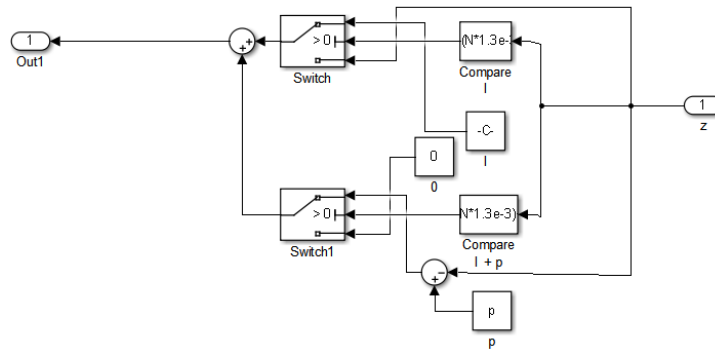 1
Out1
+
+
> 0
Switch
(N*1.3e-
Compare
l
1
z
-C-
l
0
0
> 0
Switch1
N*1.3e-3)
Compare
l + p
+
−
p
p